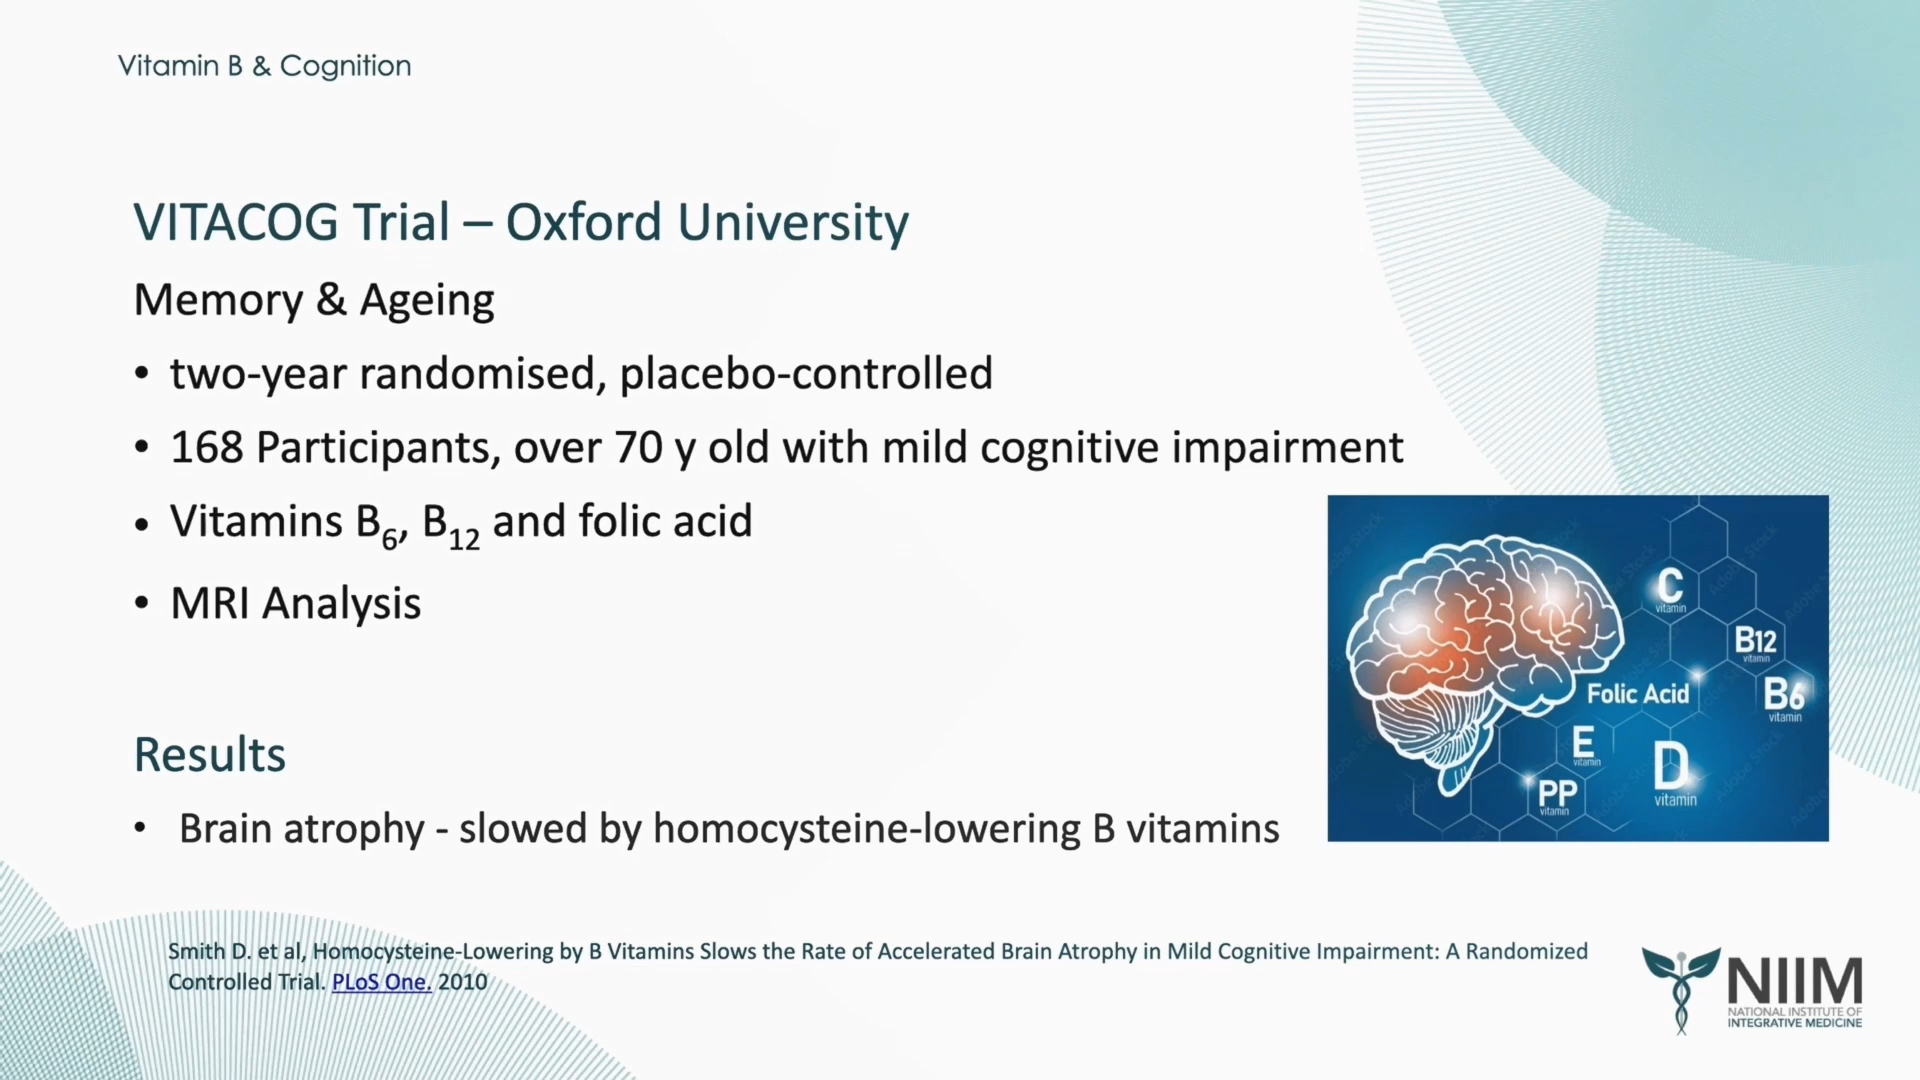 Vitamin B & Cognition
VITACOG Trial – Oxford University
Memory & Ageing
• two-year randomised, placebo-controlled
• 168 Participants, over 70 y old with mild cognitive impairment
• Vitamins B6, B12 and folic acid
• MRI Analysis
C
vitamin
B12
vitamin
Folic Acid
B6
vitamin
E
vitamin
D
vitamin
PP
vitamin
Results
• Brain atrophy - slowed by homocysteine-lowering B vitamins
Smith D. et al, Homocysteine-Lowering by B Vitamins Slows the Rate of Accelerated Brain Atrophy in Mild Cognitive Impairment: A Randomized
Controlled Trial. PLoS One. 2010
NIIM
NATIONAL INSTITUTE OF
INTEGRATIVE MEDICINE